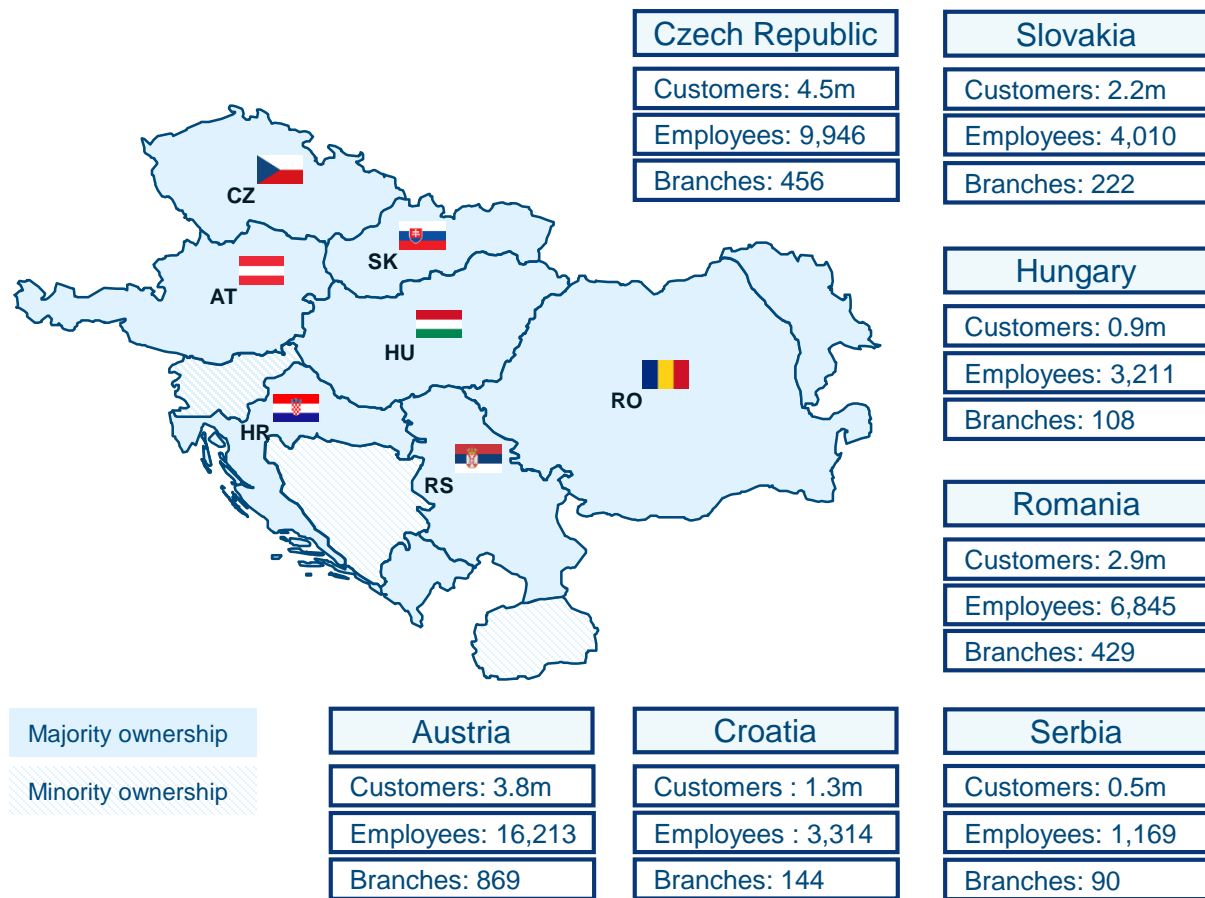 Czech Republic
Customers: 4.5m
Employees: 9,946
Branches: 456
Slovakia
Customers: 2.2m
Employees: 4,010
Branches: 222
CZ
SK
AT
HU
RO
HR
RS
Hungary
Customers: 0.9m
Employees: 3,211
Branches: 108
Romania
Customers: 2.9m
Employees: 6,845
Branches: 429
Majority ownership
Minority ownership
Austria
Customers: 3.8m
Employees: 16,213
Branches: 869
Croatia
Customers : 1.3m
Employees : 3,314
Branches: 144
Serbia
Customers: 0.5m
Employees: 1,169
Branches: 90